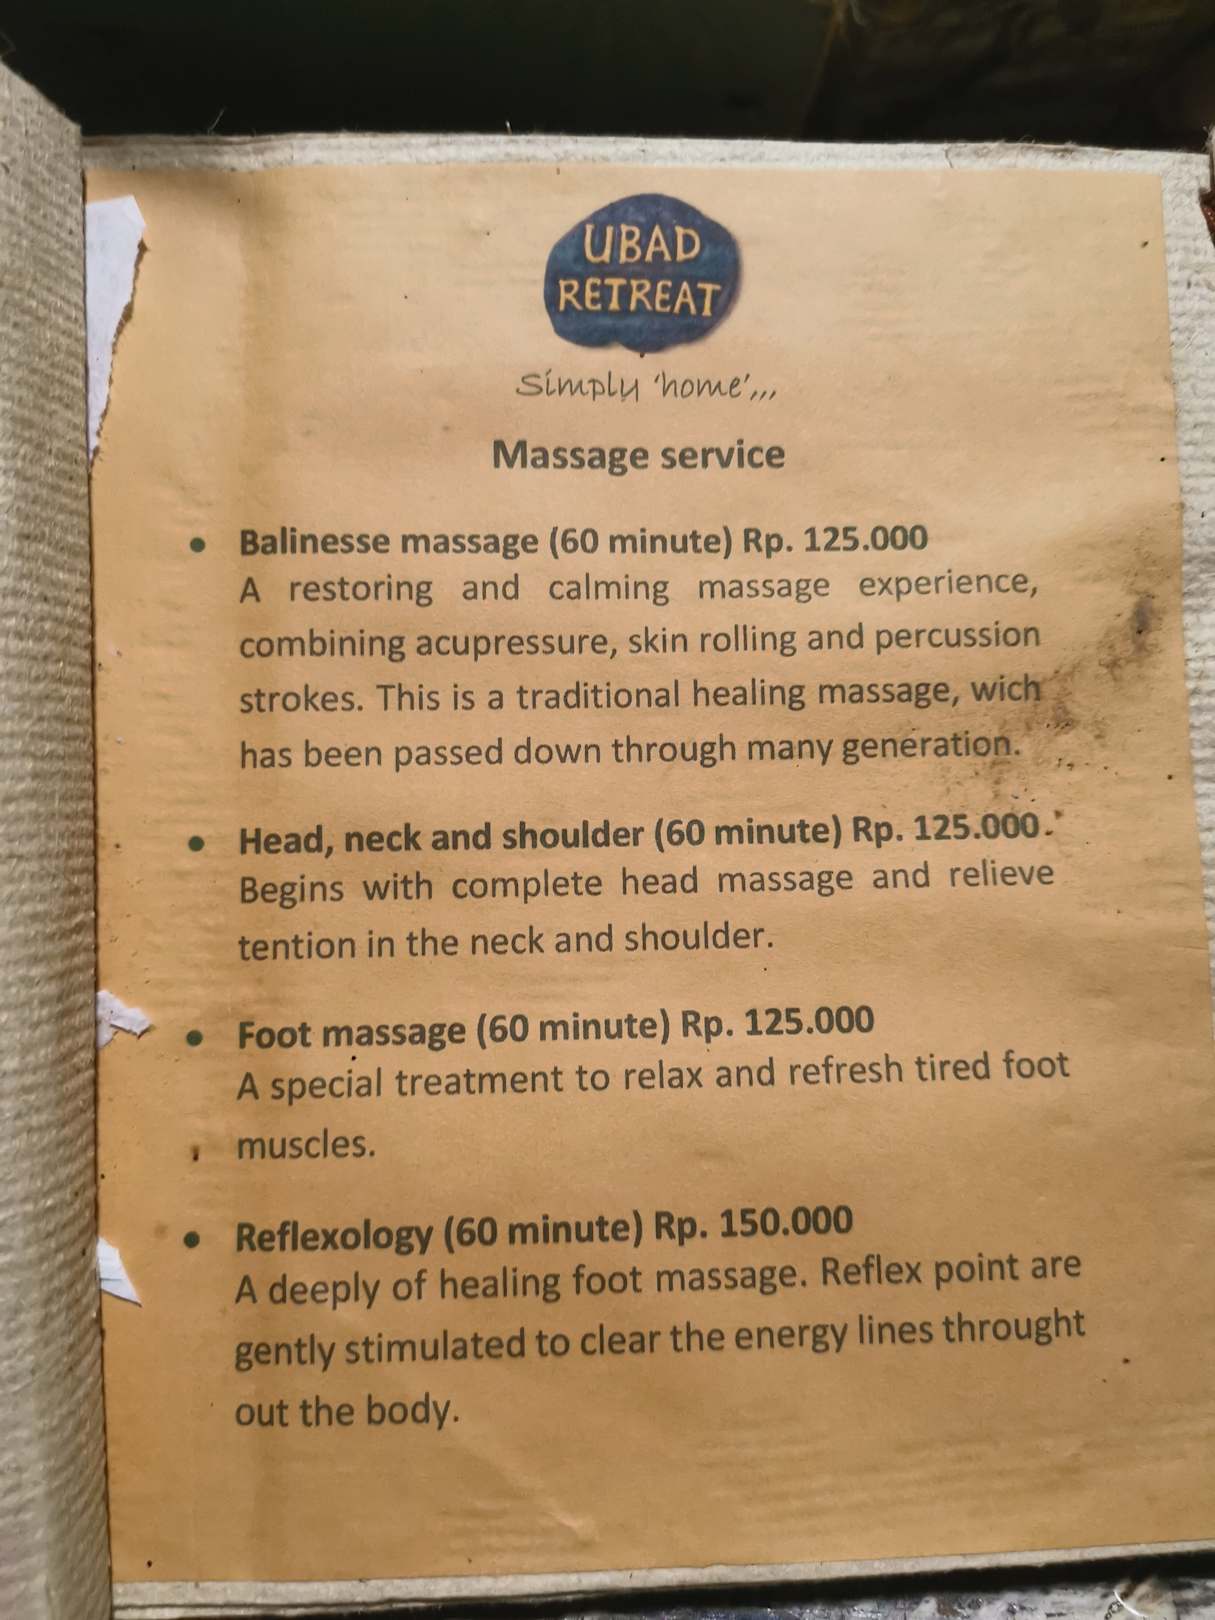 UBAD
RETREAT
Simply 'home',,,
Massage service
• Balinesse massage (60 minute) Rp. 125.000
A restoring and calming massage experience,
combining acupressure, skin rolling and percussion
strokes. This is a traditional healing massage, wich
has been passed down through many generation.
• Head, neck and shoulder (60 minute) Rp. 125.000.
Begins with complete head massage and relieve
tention in the neck and shoulder.
• Foot massage (60 minute) Rp. 125.000
A special treatment to relax and refresh tired foot
muscles.
• Reflexology (60 minute) Rp. 150.000
A deeply of healing foot massage. Reflex point are
gently stimulated to clear the energy lines throught
out the body.